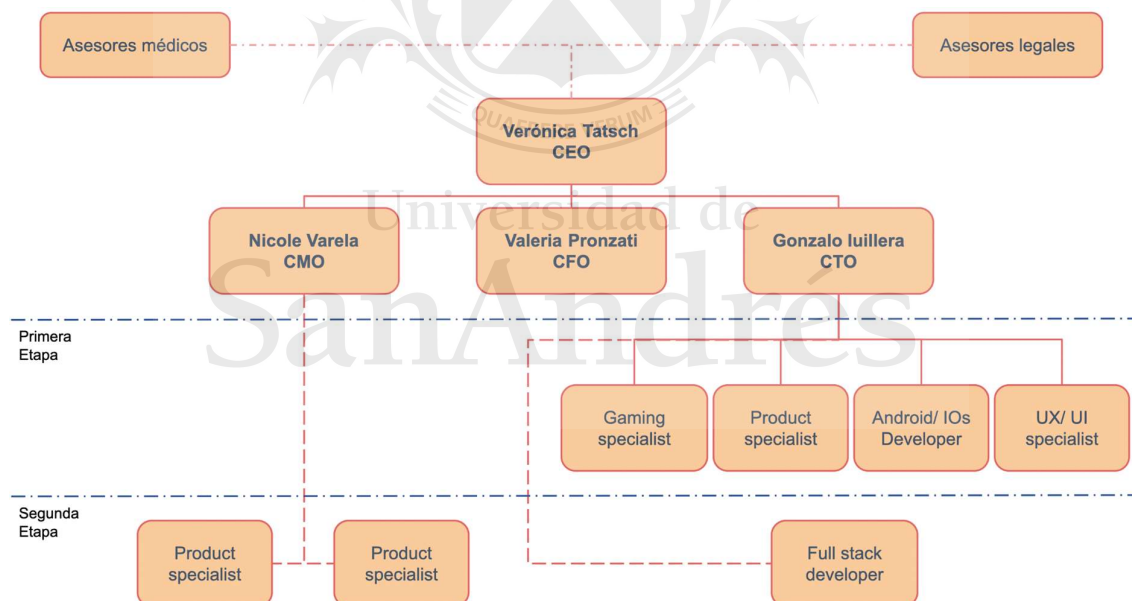 Asesores médicos
Asesores legales
QUAERERE VERUM
Verónica Tatsch
CEO
Universidad de
SanAndrés
Nicole Varela
CMO
Valeria Pronzati
CFO
Gonzalo Iuillera
CTO
Primera
Etapa
Gaming
specialist
Product
specialist
Android/ IOs
Developer
UX/ UI
specialist
Segunda
Etapa
Product
specialist
Product
specialist
Full stack
developer